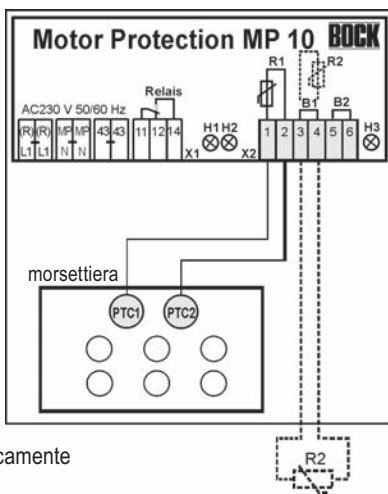 Motor Protection MP 10 BOCK
R1 R2
Relais
AC230 V 50/60 Hz
B1 B2
(R) (R) MP MP 43 43 11 12 14 H1 H2 1 2 3 4 5 6 H3
L1 L1 N N X1 X2
morsettiera
PTC1 PTC2
camente
R2